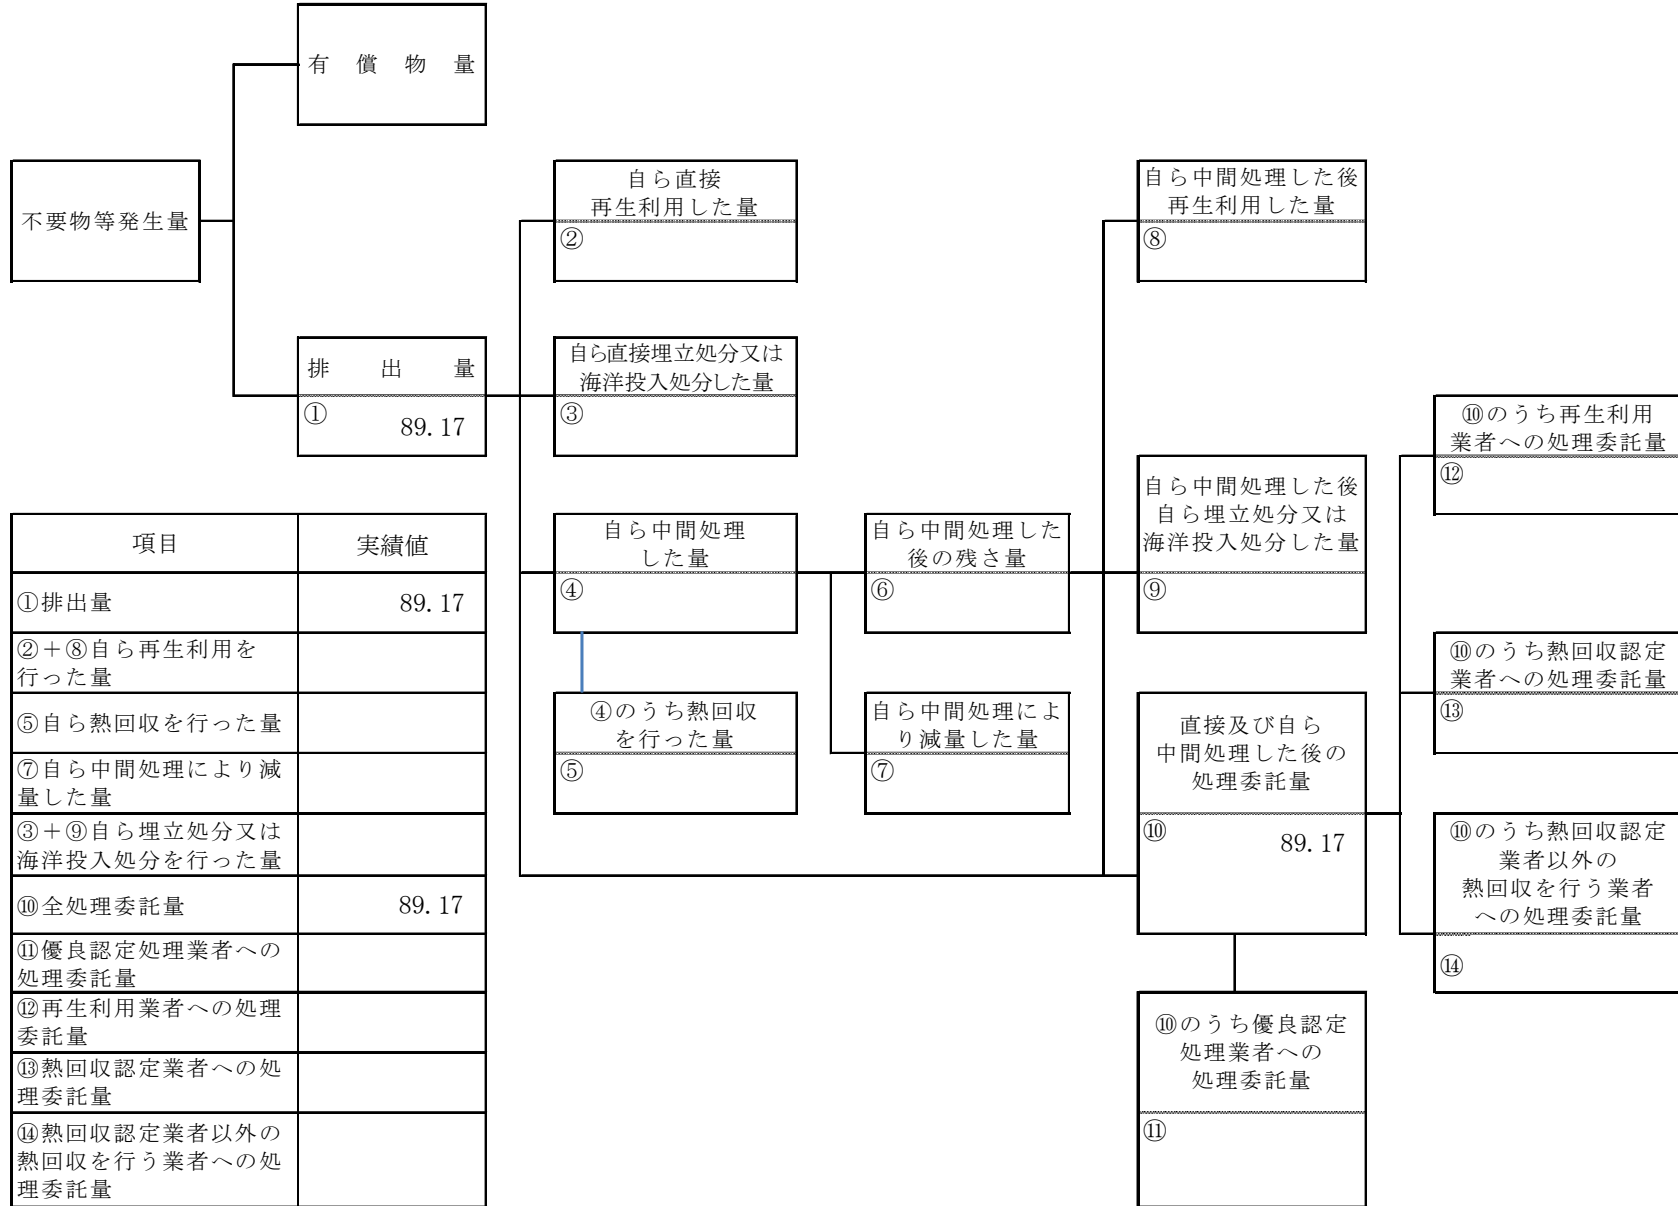 有償物量
不要物等発生量
自ら直接
再生利用した量
②
自ら中間処理した後
再生利用した量
⑧
排出量
①
89.17
自ら直接埋立処分又は
海洋投入処分した量
③
⑩のうち再生利用
業者への処理委託量
⑫
自ら中間処理
した量
④
自ら中間処理した
後の残さ量
⑥
自ら中間処理した後
自ら埋立処分又は
海洋投入処分した量
⑨
④のうち熱回収
を行った量
⑤
自ら中間処理によ
り減量した量
⑦
直接及び自ら
中間処理した後の
処理委託量
⑩
89.17
⑩のうち熱回収認定
業者への処理委託量
⑬
⑩のうち熱回収認定
業者以外の
熱回収を行う業者
への処理委託量
⑭
⑩のうち優良認定
処理業者への
処理委託量
⑪
項目 実績値
①排出量 89.17
②+⑧自ら再生利用を
行った量
⑤自ら熱回収を行った量
⑦自ら中間処理により減
量した量
③+⑨自ら埋立処分又は
海洋投入処分を行った量
⑩全処理委託量 89.17
⑪優良認定処理業者への
処理委託量
⑫再生利用業者への処理
委託量
⑬熱回収認定業者への処
理委託量
⑭熱回収認定業者以外の
熱回収を行う業者への処
理委託量